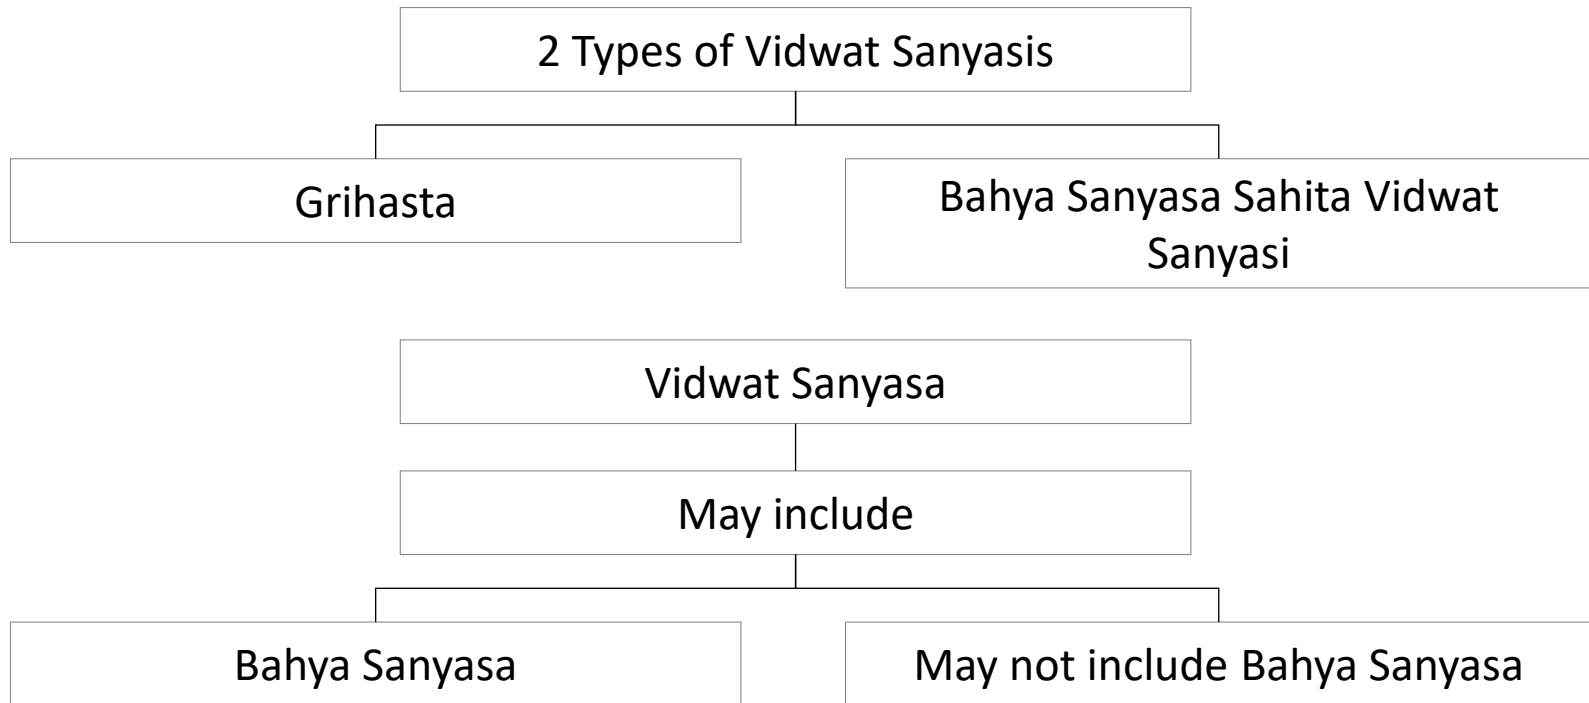 2 Types of Vidwat Sanyasis
Grihasta
Bahya Sanyasa Sahita Vidwat
Sanyasi
Vidwat Sanyasa
May include
Bahya Sanyasa
May not include Bahya Sanyasa